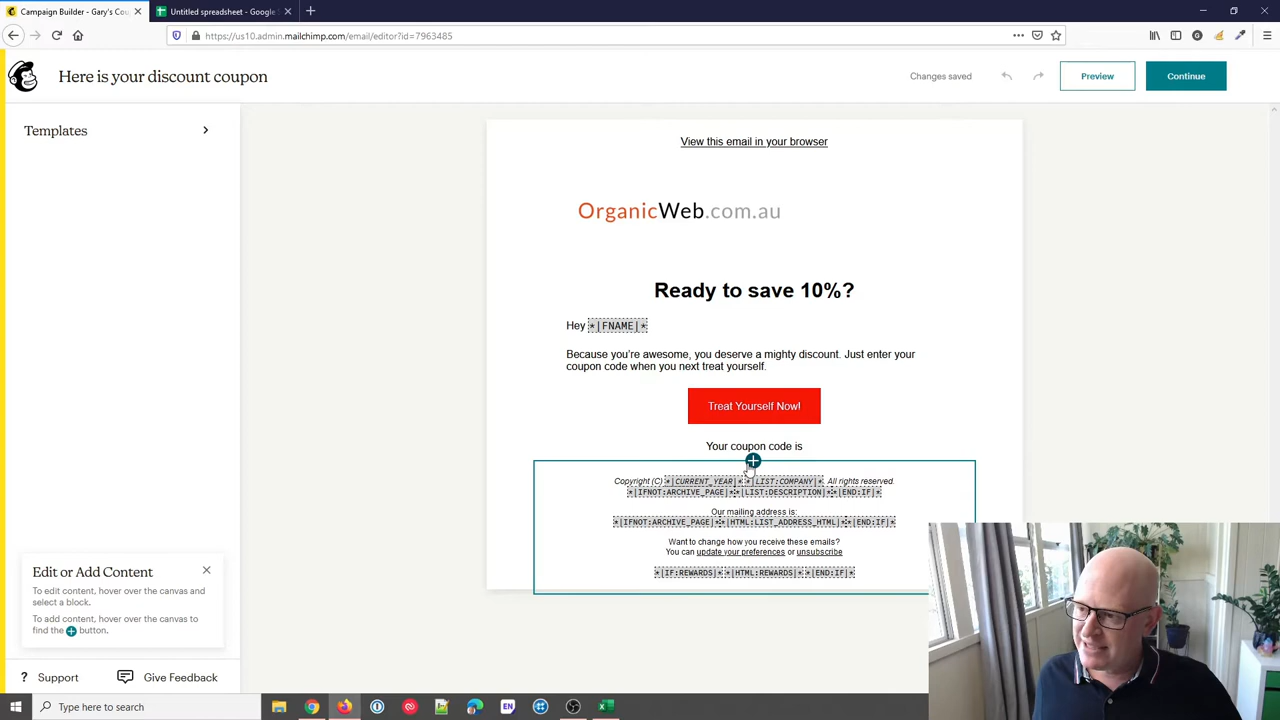 Campaign Builder - Gary's Cou
Untitled spreadsheet - Google
https://us10.admin.mailchimp.com/email/editor?id=7963485
Here is your discount coupon
Changes saved
Preview
Continue
Templates
View this email in your browser
OrganicWeb.com.au
Ready to save 10%?
Hey *|FNAME|*
Because you're awesome, you deserve a mighty discount. Just enter your
coupon code when you next treat yourself.
Treat Yourself Now!
Your coupon code is
Copyright (C) *|CURRENT_YEAR|* *|LIST:COMPANY|*. All rights reserved.
*|IFNOT:ARCHIVE_PAGE|* *|LIST:DESCRIPTION|* *|END:IF|*
Our mailing address is:
*|IFNOT:ARCHIVE_PAGE|* *|HTML:LIST_ADDRESS_HTML|* *|END:IF|*
Want to change how you receive these emails?
You can update your preferences or unsubscribe
*|IF:REWARDS|* *|HTML:REWARDS|* *|END:IF|*
Edit or Add Content
To edit content, hover over the canvas and
select a block.
To add content, hover over the canvas to
find the + button.
? Support
Give Feedback
Type here to search
EN